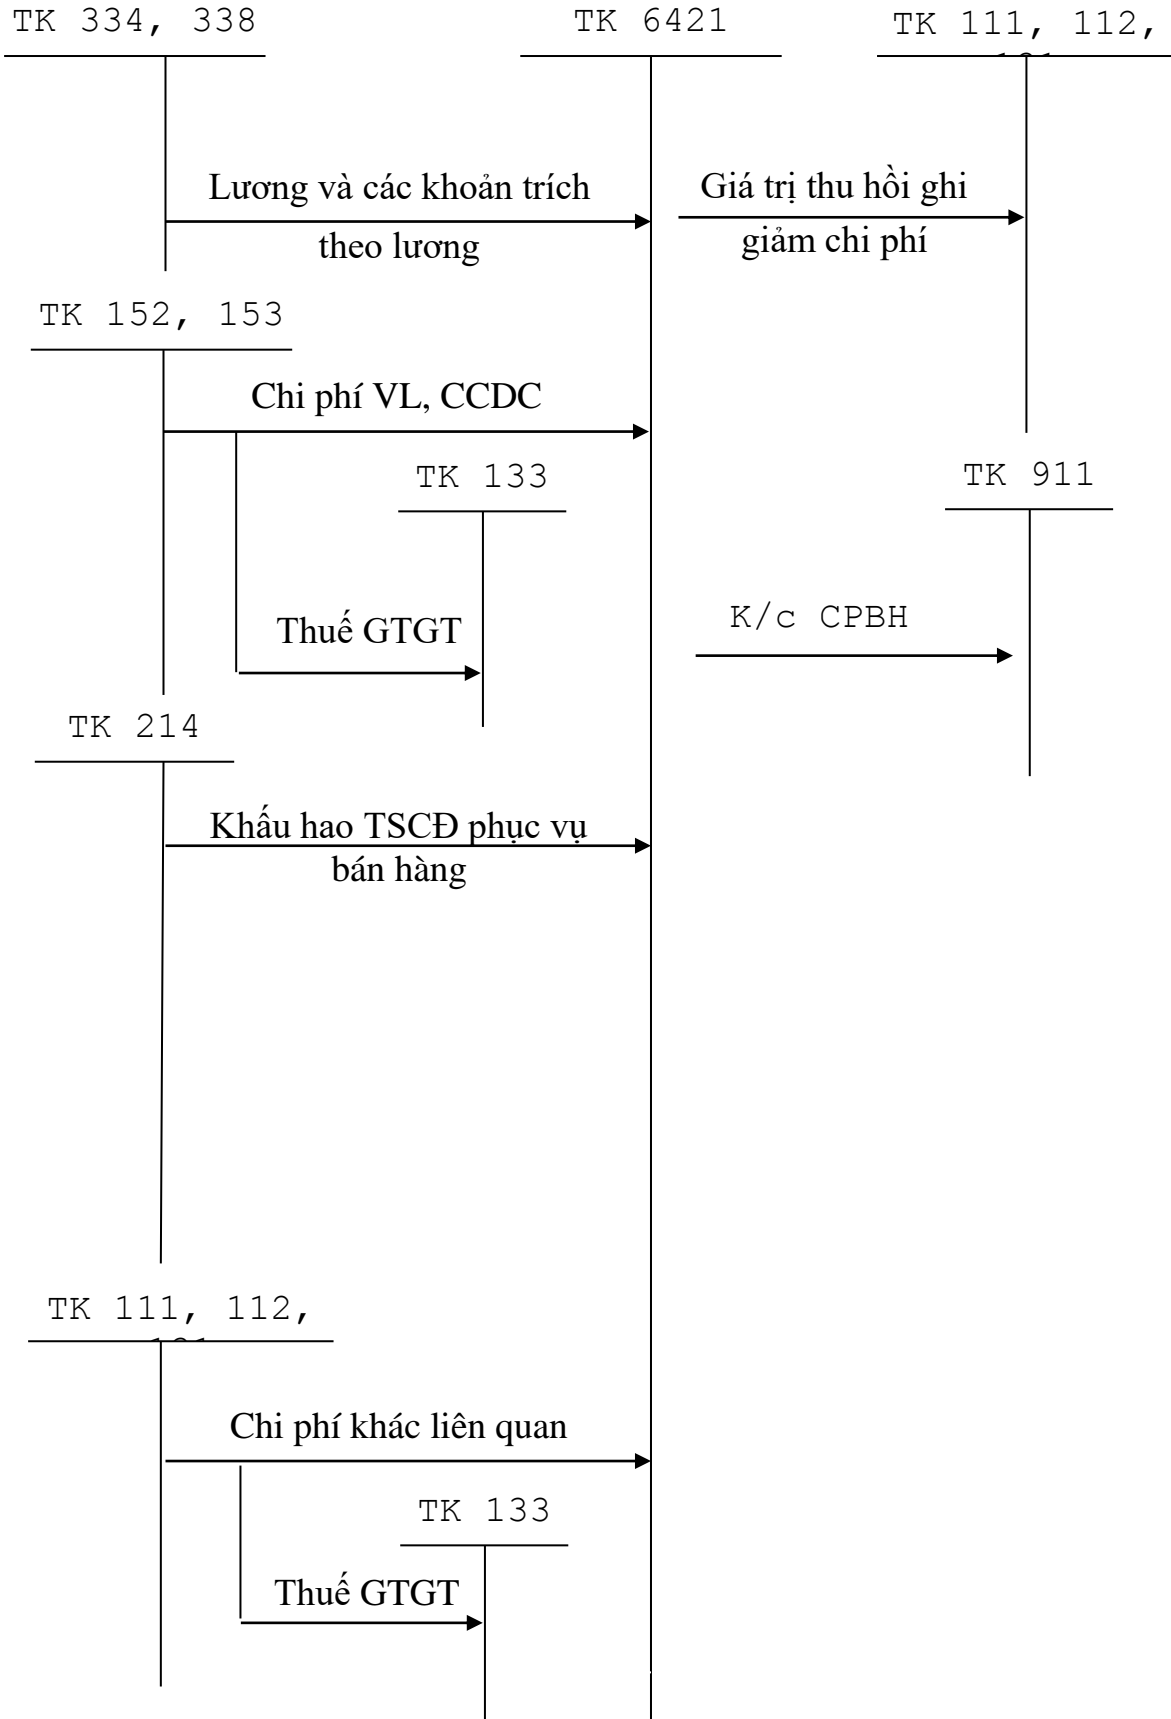 TK 334, 338
TK 6421
TK 111, 112,
Lương và các khoản trích
theo lương
Giá trị thu hồi ghi
giảm chi phí
TK 152, 153
Chi phí VL, CCDC
TK 133
TK 911
Thuế GTGT
K/c CPBH
TK 214
Khấu hao TSCĐ phục vụ
bán hàng
TK 111, 112,
Chi phí khác liên quan
TK 133
Thuế GTGT